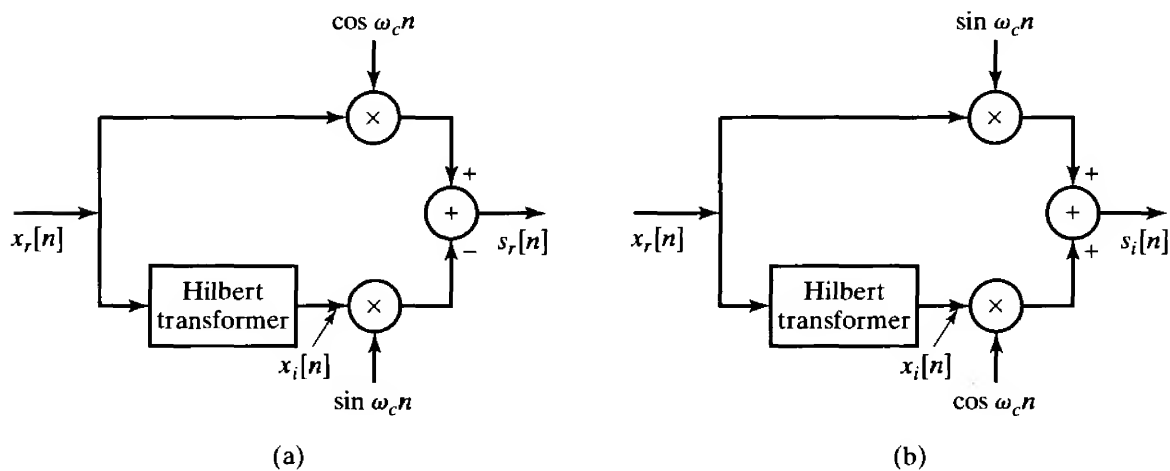 cos ω_c n
×
+
+
x_r[n]
s_r[n]
−
Hilbert
transformer
×
x_i[n]
sin ω_c n
(a)
sin ω_c n
×
+
+
x_r[n]
s_i[n]
+
Hilbert
transformer
×
x_i[n]
cos ω_c n
(b)